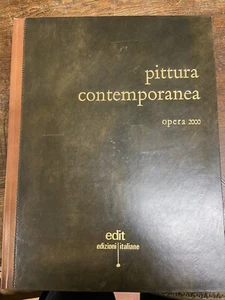 pittura
contemporanea
opera 2000
edit
edizioni italiane